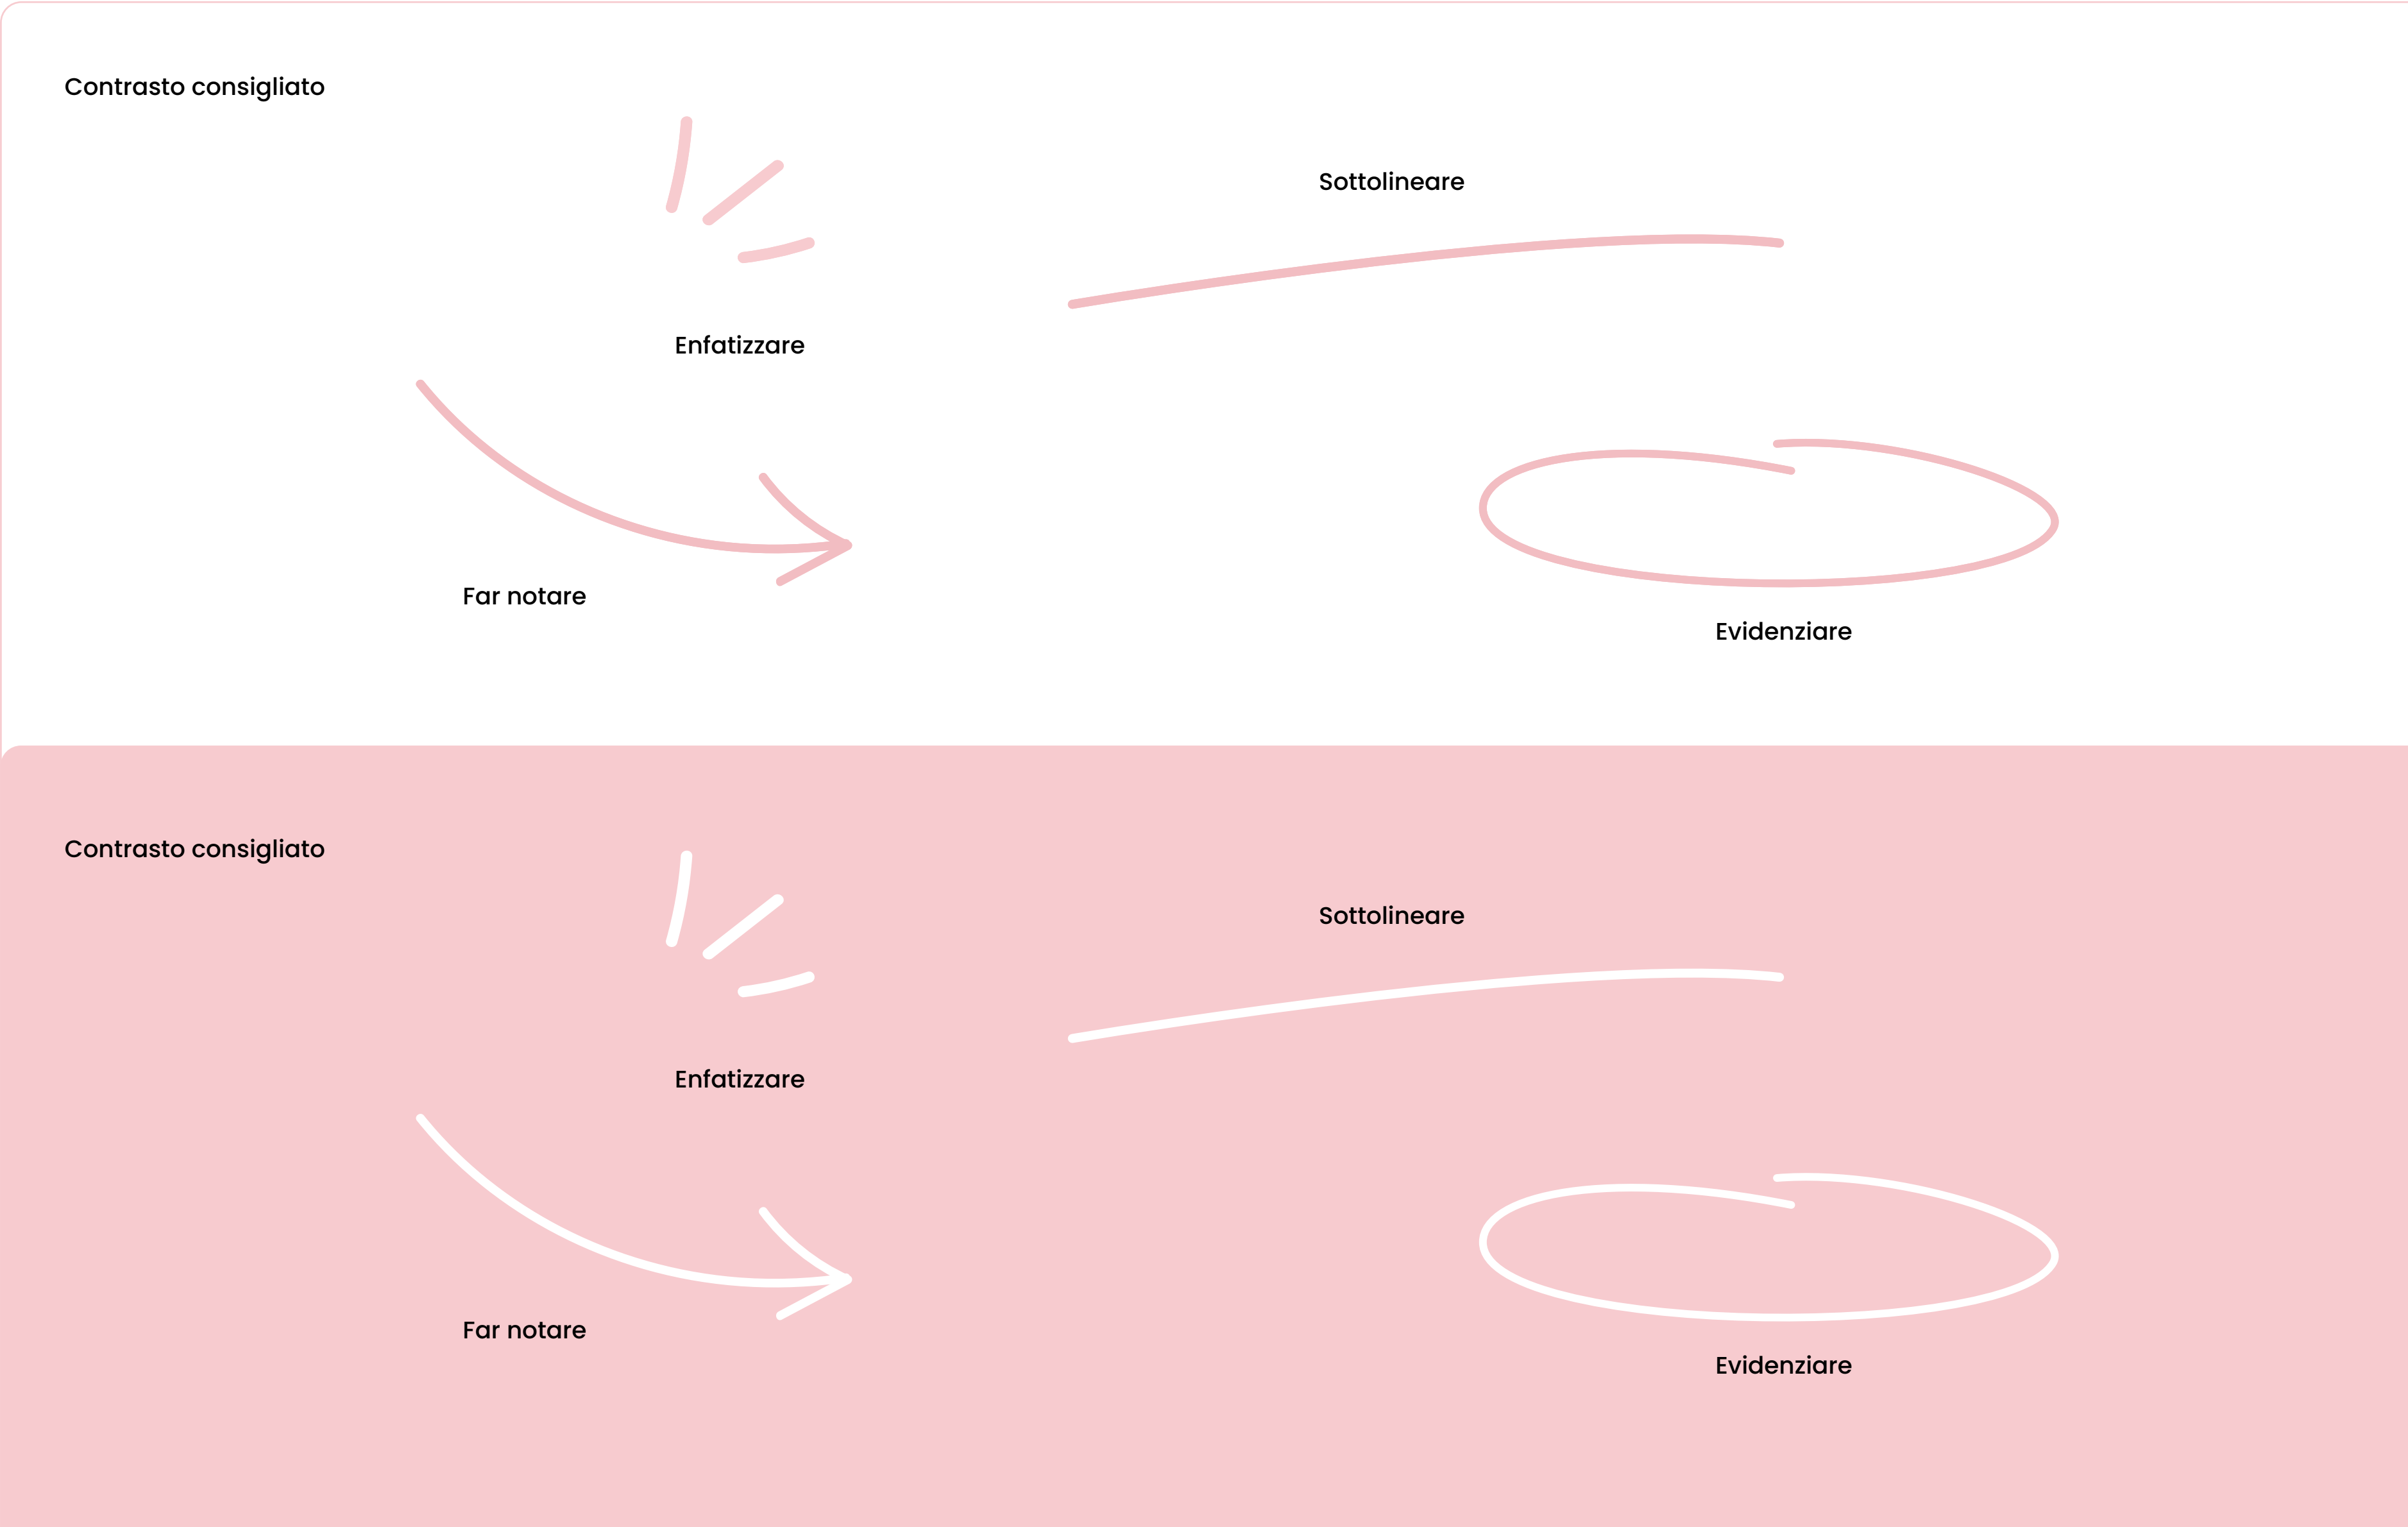 Contrasto consigliato
Sottolineare
Enfatizzare
Far notare
Evidenziare
Contrasto consigliato
Sottolineare
Enfatizzare
Far notare
Evidenziare